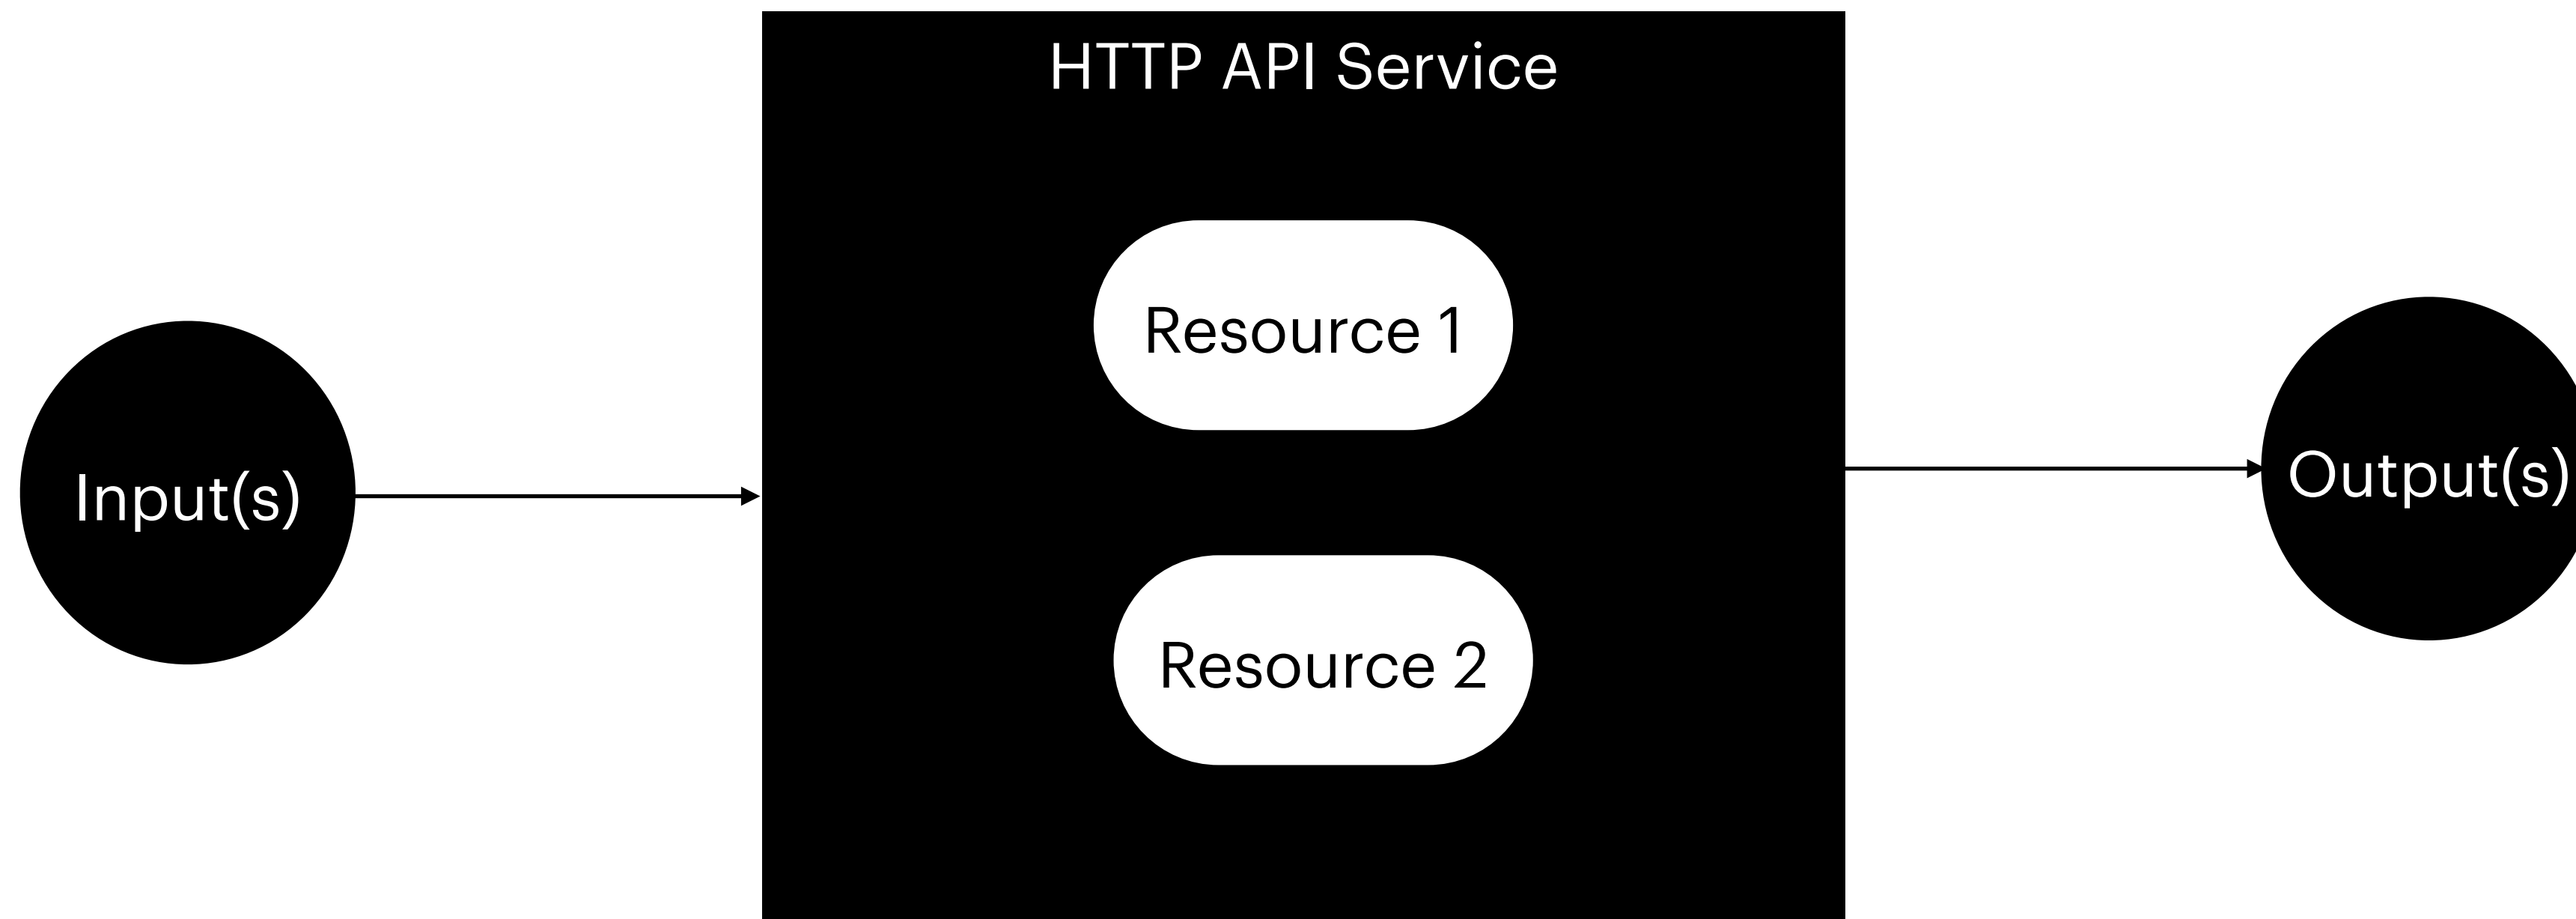 HTTP API Service
Resource 1
Input(s)
Output(s)
Resource 2